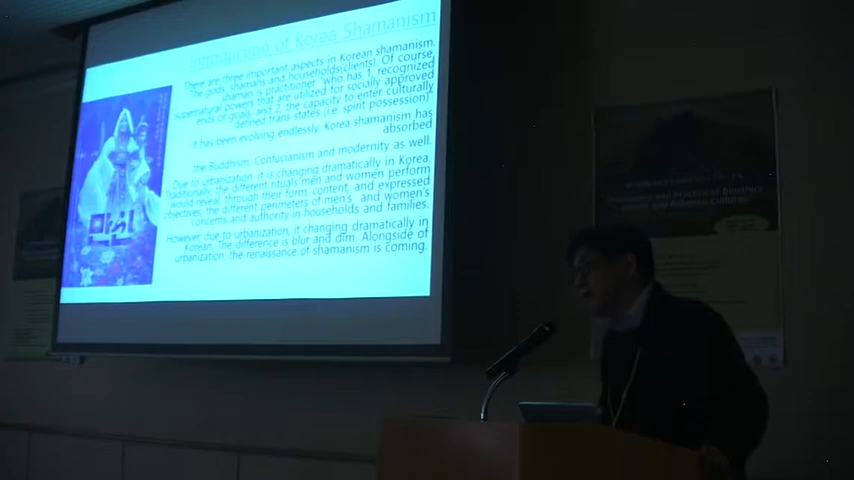 Introduction of Korea Shamanism
There are three important aspects in Korean shamanism.
The gods, shamans and households(clients). Of course,
shaman is practitioner "who has 1. recognized
supernatural powers that are utilized for socially approved
ends of goals, and 2. the capacity to enter culturally
defined trans states (i.e. spirit possession)"
It has been evolving endlessly. Korea shamanism has
absorbed
the Buddhism, Confucianism and modernity as well.
Due to urbanization, it is changing dramatically in Korea.
Traditionally, the different rituals men and women perform
would reveal, through their form, content, and expressed
objectives, the different perimeters of men's and women's
concerns and authority in households and families.
However, due to urbanization, it changing dramatically in
Korean. The difference is blur and dim. Alongside of
urbanization, the renaissance of shamanism is coming.